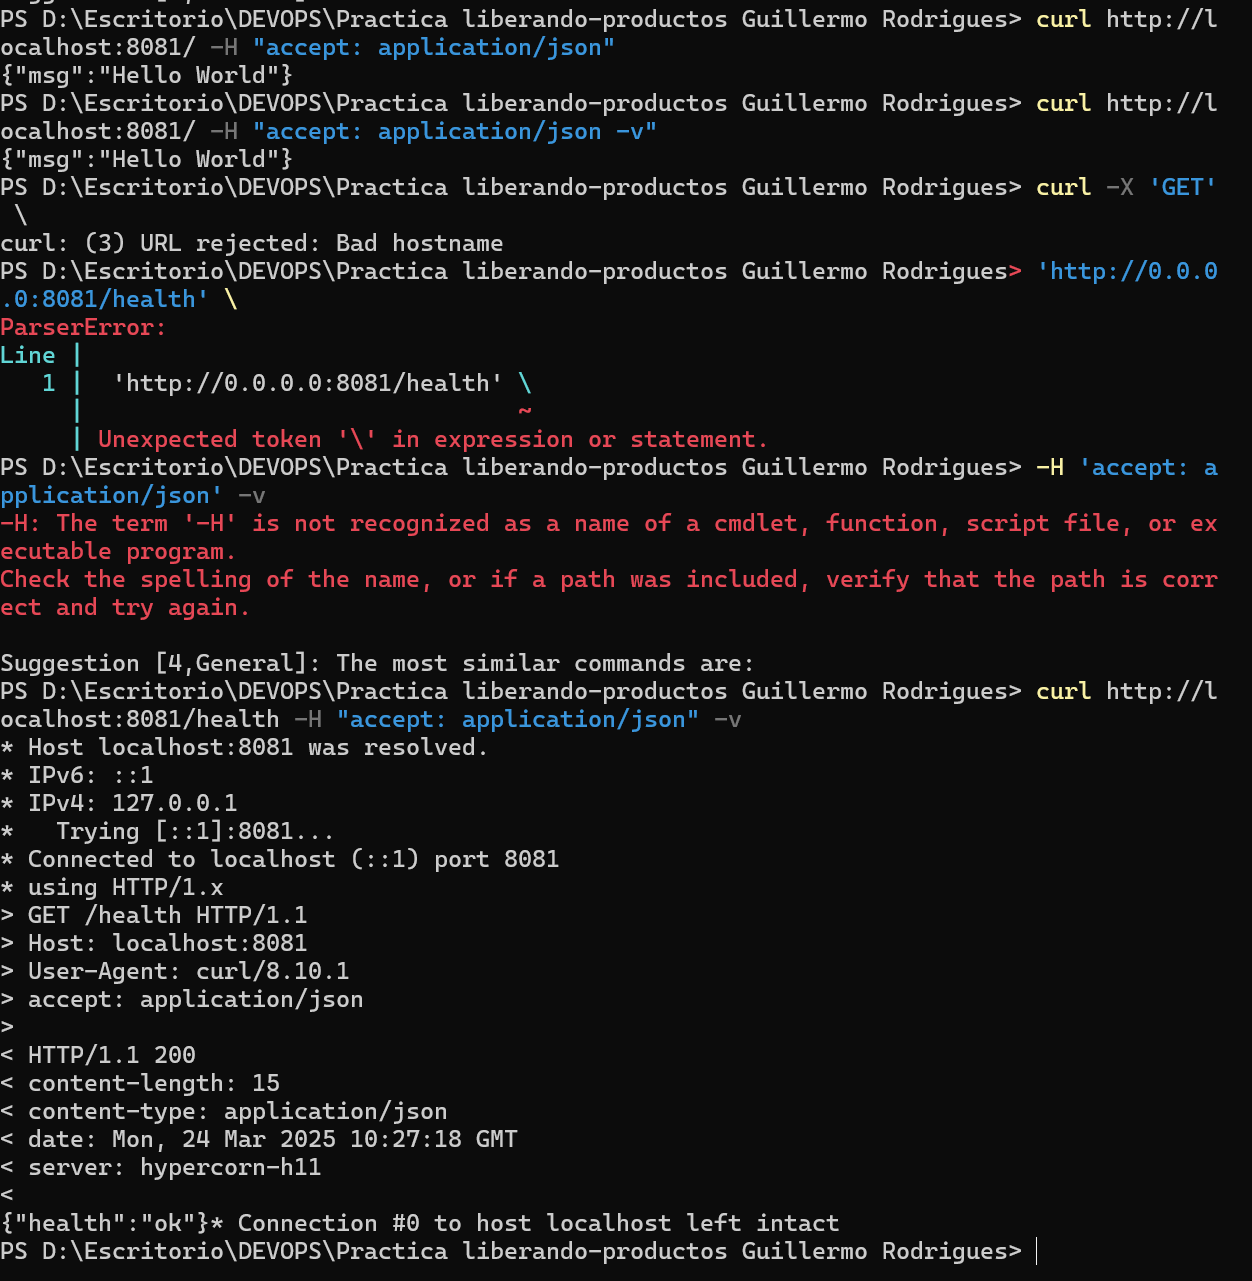 PS D:\Escritorio\DEVOPS\Practica liberando-productos Guillermo Rodrigues> curl http://l
ocalhost:8081/ -H "accept: application/json"
{"msg":"Hello World"}
PS D:\Escritorio\DEVOPS\Practica liberando-productos Guillermo Rodrigues> curl http://l
ocalhost:8081/ -H "accept: application/json -v"
{"msg":"Hello World"}
PS D:\Escritorio\DEVOPS\Practica liberando-productos Guillermo Rodrigues> curl -X 'GET'
 \
curl: (3) URL rejected: Bad hostname
PS D:\Escritorio\DEVOPS\Practica liberando-productos Guillermo Rodrigues> 'http://0.0.0
.0:8081/health' \
ParserError:
Line |
   1 |  'http://0.0.0.0:8081/health' \
     |                               ~
     | Unexpected token '\' in expression or statement.
PS D:\Escritorio\DEVOPS\Practica liberando-productos Guillermo Rodrigues> -H 'accept: a
pplication/json' -v
-H: The term '-H' is not recognized as a name of a cmdlet, function, script file, or ex
ecutable program.
Check the spelling of the name, or if a path was included, verify that the path is corr
ect and try again.

Suggestion [4,General]: The most similar commands are:
PS D:\Escritorio\DEVOPS\Practica liberando-productos Guillermo Rodrigues> curl http://l
ocalhost:8081/health -H "accept: application/json" -v
* Host localhost:8081 was resolved.
* IPv6: ::1
* IPv4: 127.0.0.1
*   Trying [::1]:8081...
* Connected to localhost (::1) port 8081
* using HTTP/1.x
> GET /health HTTP/1.1
> Host: localhost:8081
> User-Agent: curl/8.10.1
> accept: application/json
>
< HTTP/1.1 200
< content-length: 15
< content-type: application/json
< date: Mon, 24 Mar 2025 10:27:18 GMT
< server: hypercorn-h11
<
{"health":"ok"}* Connection #0 to host localhost left intact
PS D:\Escritorio\DEVOPS\Practica liberando-productos Guillermo Rodrigues>